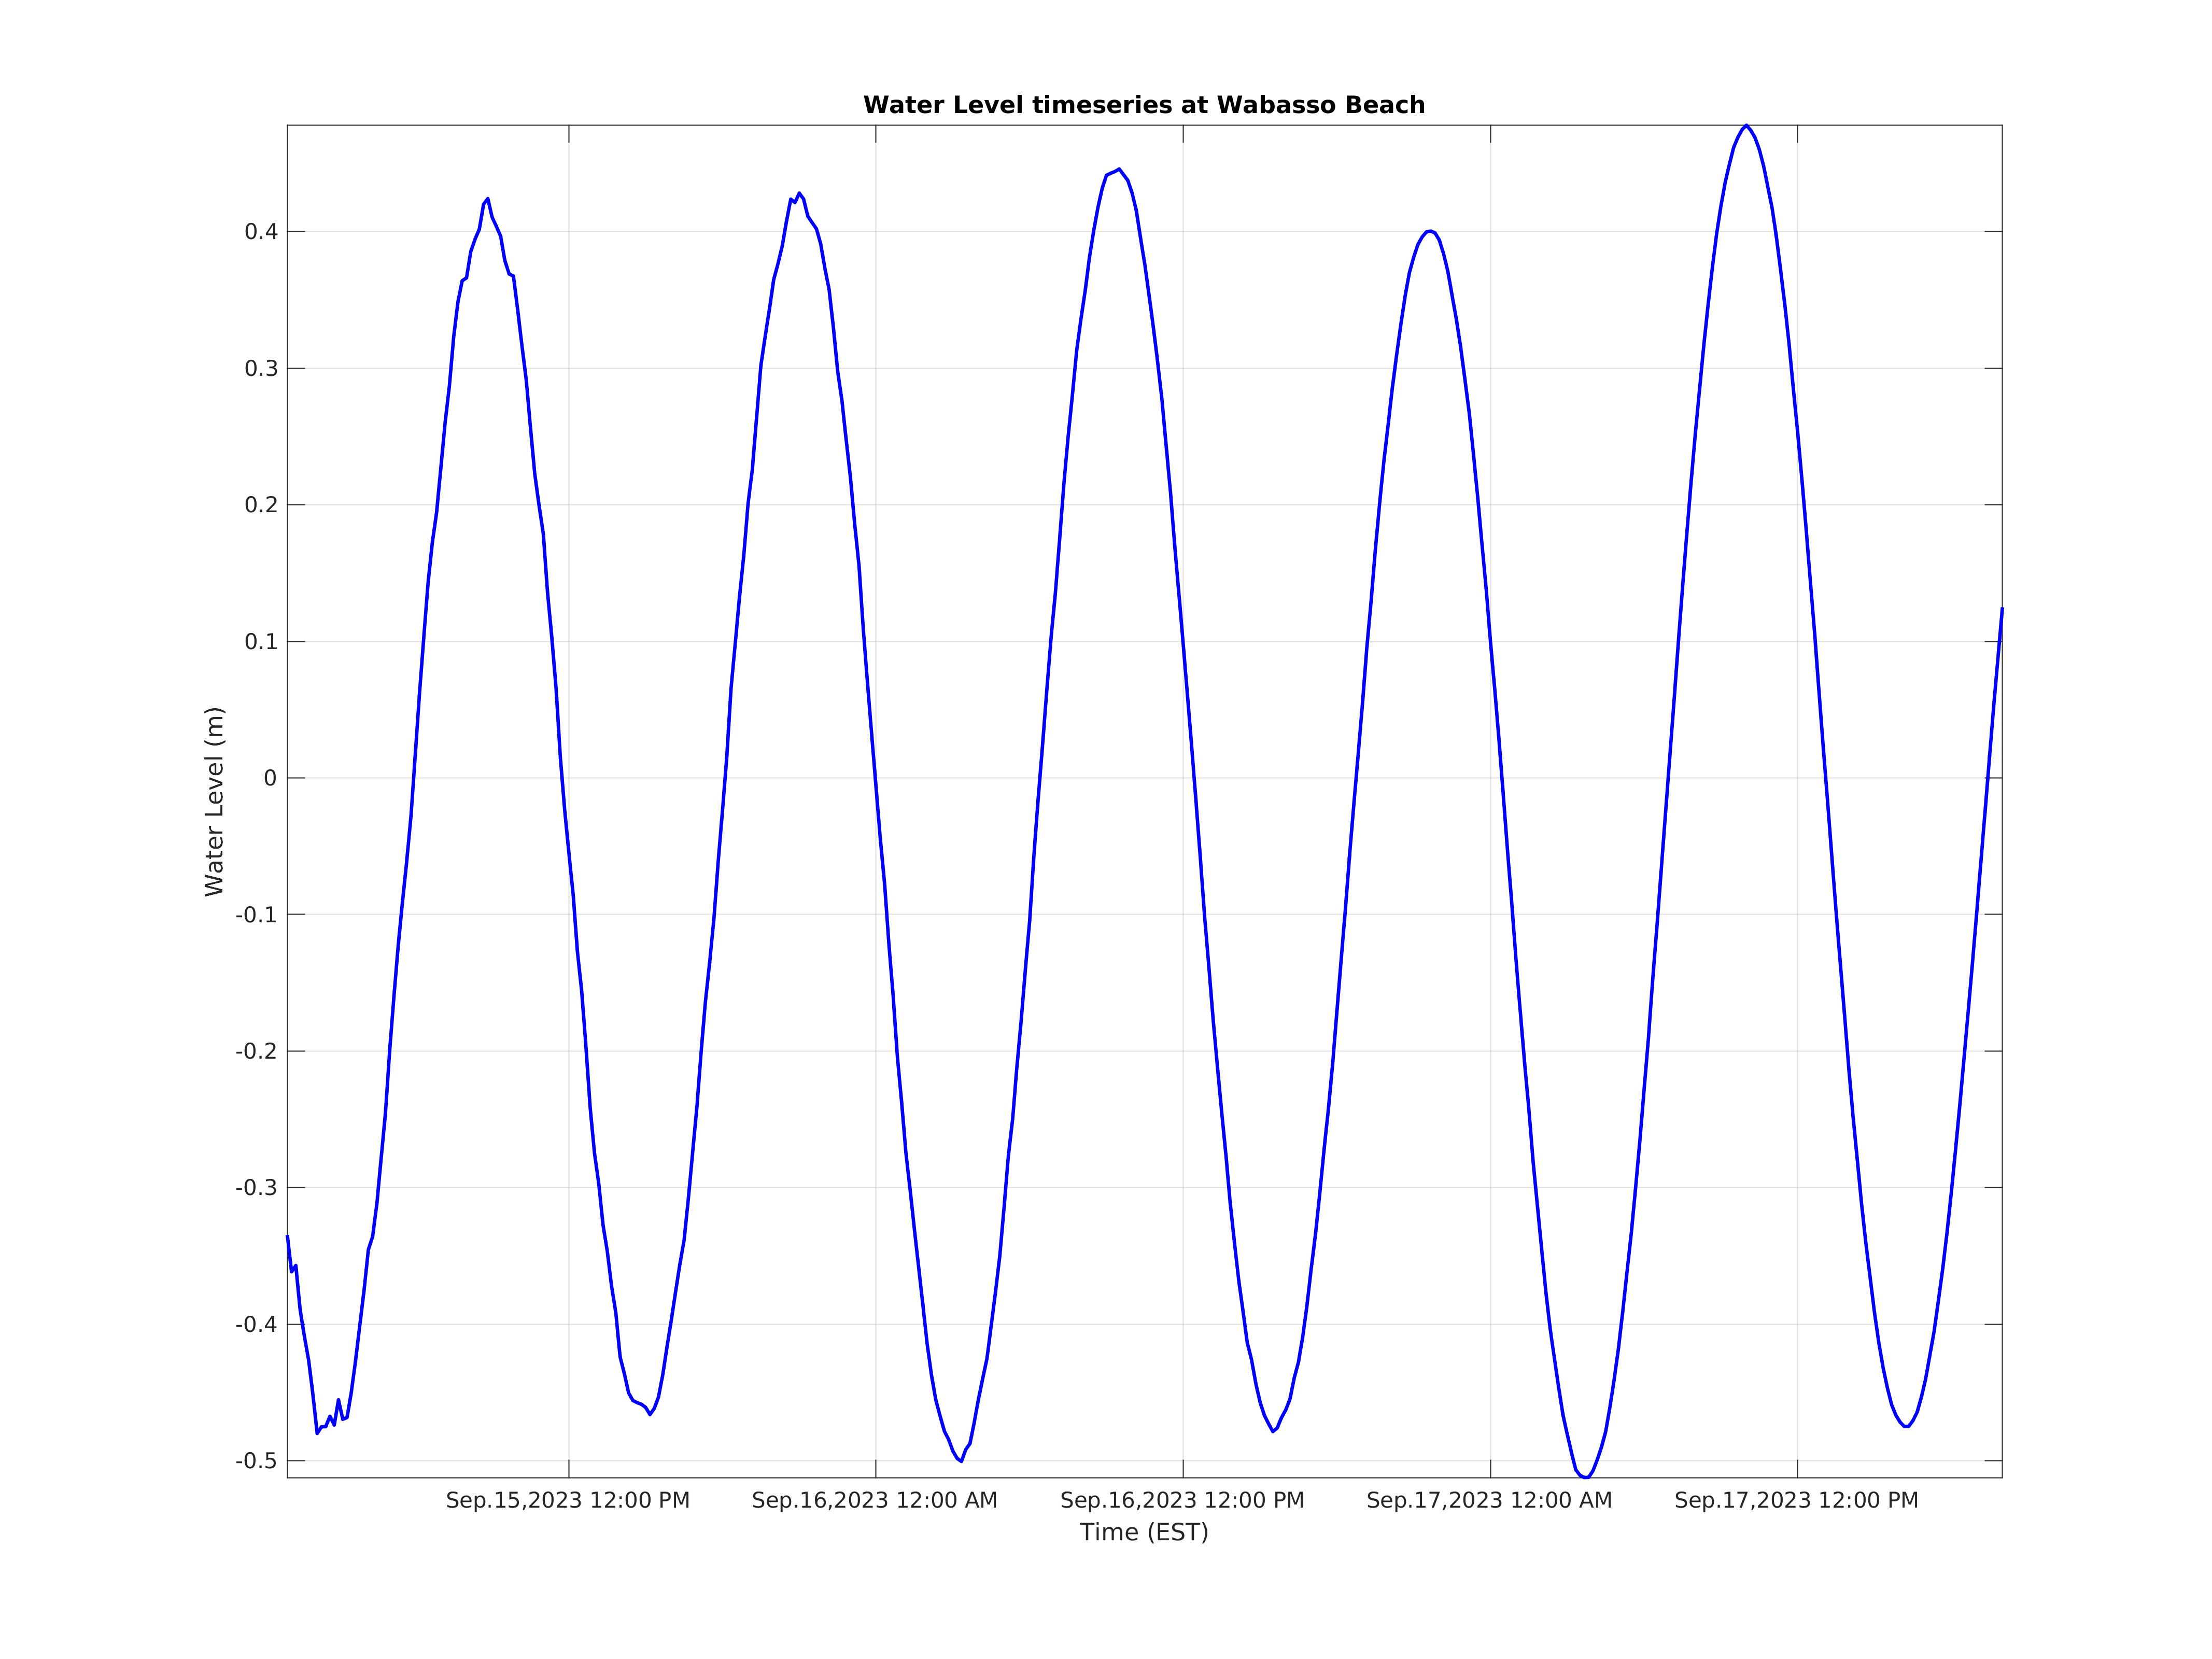 Water Level timeseries at Wabasso Beach
0.4
0.3
0.2
0.1
0
-0.1
-0.2
-0.3
-0.4
-0.5
Water Level (m)
Sep.15,2023 12:00 PM
Sep.16,2023 12:00 AM
Sep.16,2023 12:00 PM
Sep.17,2023 12:00 AM
Sep.17,2023 12:00 PM
Time (EST)